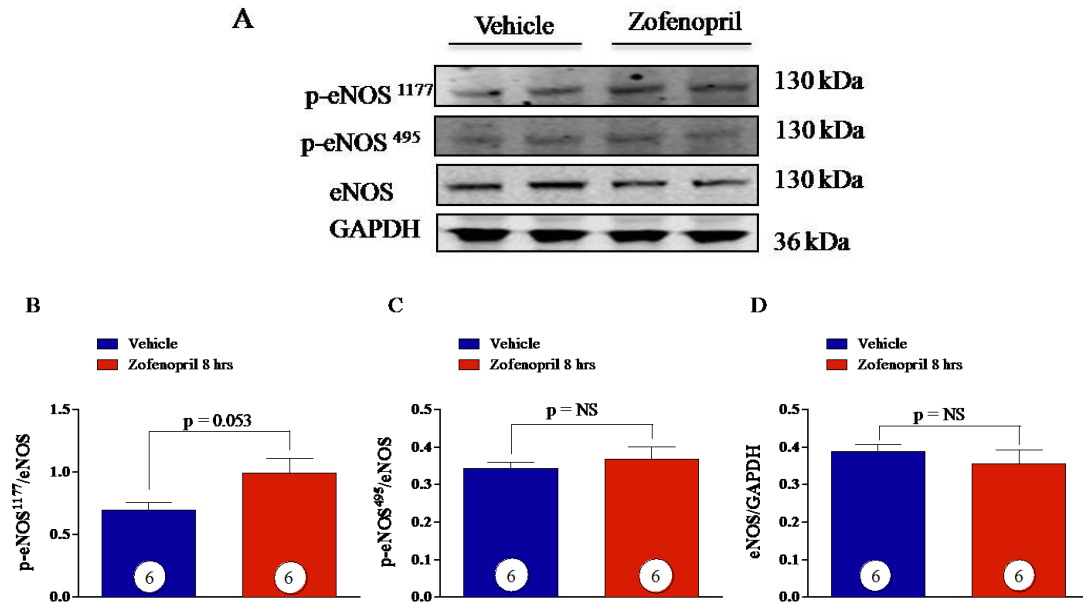 A
Vehicle Zofenopril
p-eNOS 1177 130 kDa
p-eNOS 495 130 kDa
eNOS 130 kDa
GAPDH 36 kDa
B
Vehicle
Zofenopril 8 hrs
p = 0.053
p-eNOS1177/eNOS
1.5
1.0
0.5
0.0
6 6
C
Vehicle
Zofenopril 8 hrs
p = NS
p-eNOS495/eNOS
0.5
0.4
0.3
0.2
0.1
0.0
6 6
D
Vehicle
Zofenopril 8 hrs
p = NS
eNOS/GAPDH
0.5
0.4
0.3
0.2
0.1
0.0
6 6